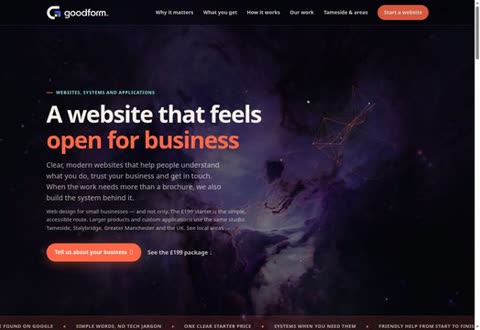 goodform.
Why it matters
What you get
How it works
Our work
Tameside & areas
Start a website
WEBSITES, SYSTEMS AND APPLICATIONS
A website that feels
open for business
Clear, modern websites that help people understand
what you do, trust your business and get in touch.
When the work needs more than a brochure, we also
build the system behind it.
Web design for small businesses — and not only. The £199 starter is the simple,
accessible route. Larger products and custom applications use the same studio.
Tameside, Stalybridge, Greater Manchester and the UK. See local areas
Tell us about your business
See the £199 package ↓
FOUND ON GOOGLE
SIMPLE WORDS, NO TECH JARGON
ONE CLEAR STARTER PRICE
SYSTEMS WHEN YOU NEED THEM
FRIENDLY HELP FROM START TO FINIS